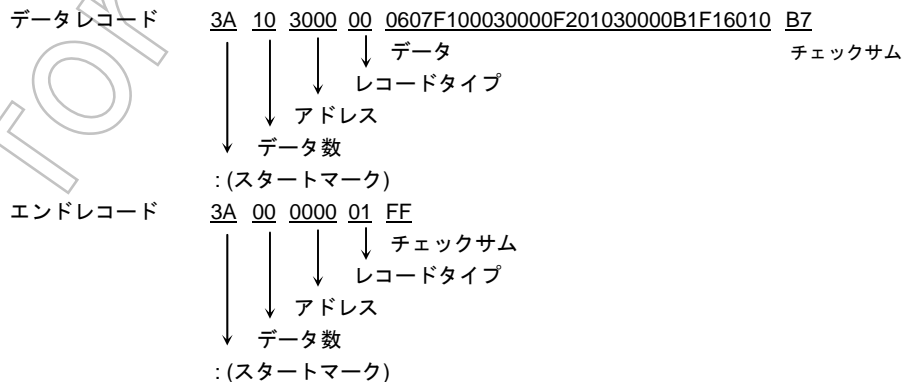 データレコード 3A 10 3000 00 0607F100030000F201030000B1F16010 B7
データ チェックサム
レコードタイプ
アドレス
データ数
: (スタートマーク)
エンドレコード 3A 00 0000 01 FF
チェックサム
レコードタイプ
アドレス
データ数
: (スタートマーク)